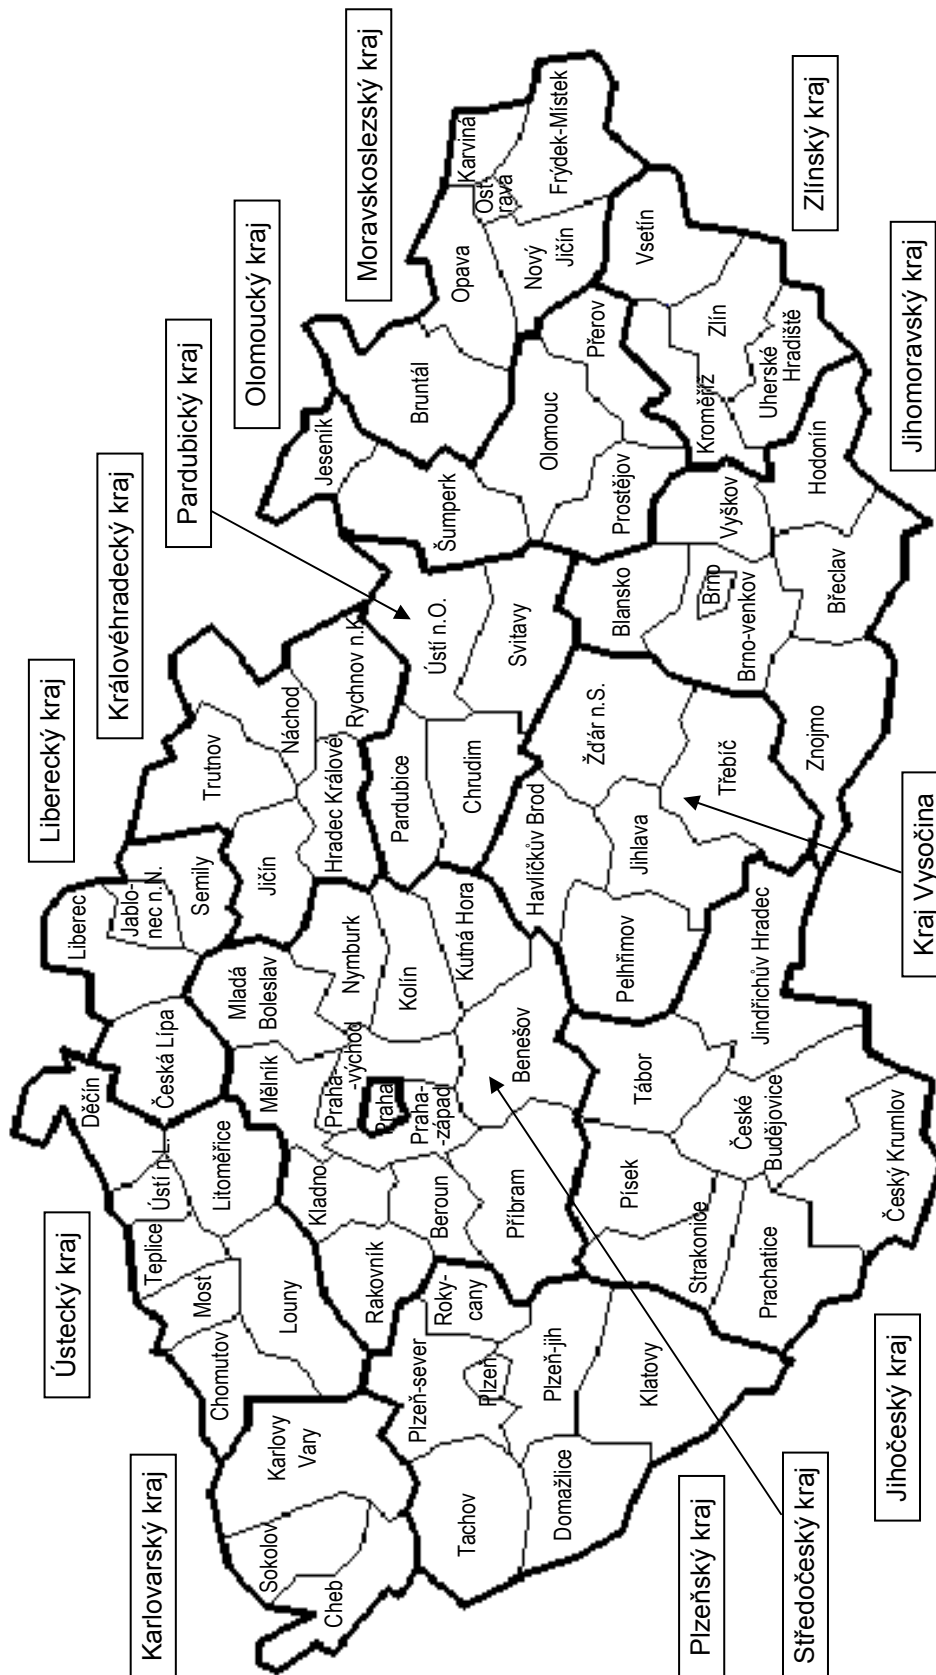 Karlovarský kraj
Ústecký kraj
Liberecký kraj
Královéhradecký kraj
Pardubický kraj
Olomoucký kraj
Moravskoslezský kraj
Zlínský kraj
Jihomoravský kraj
Kraj Vysočina
Jihočeský kraj
Středočeský kraj
Plzeňský kraj
Cheb
Sokolov
Karlovy
Vary
Chomutov
Most
Teplice
Louny
Ústí n.L.
Litoměřice
Děčín
Česká Lípa
Liberec
Jablo-
nec n. N.
Semily
Jičín
Trutnov
Náchod
Hradec Králové
Rychnov n.K
Pardubice
Chrudim
Ústí n.O.
Svitavy
Šumperk
Jeseník
Olomouc
Prostějov
Přerov
Bruntál
Opava
Nový
Jičín
Ost-
rava
Karviná
Frýdek-Místek
Vsetín
Zlín
Kroměříž
Uherské
Hradiště
Hodonín
Vyškov
Břeclav
Brno
Brno-venkov
Blansko
Znojmo
Třebíč
Žďár n.S.
Jihlava
Havlíčkův Brod
Pelhřimov
Jindřichův Hradec
Tábor
České
Budějovice
Český Krumlov
Písek
Strakonice
Prachatice
Mladá
Boleslav
Mělník
Nymburk
Kolín
Kutná Hora
Benešov
Praha-
-východ
Praha
Praha-
-západ
Kladno
Beroun
Rakovník
Příbram
Roky-
cany
Plzeň-sever
Plzeň
Plzeň-jih
Klatovy
Tachov
Domažlice